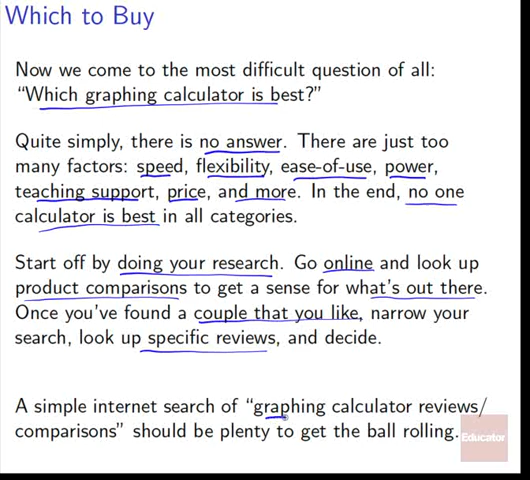 Which to Buy
Now we come to the most difficult question of all:
“Which graphing calculator is best?”
Quite simply, there is no answer. There are just too
many factors: speed, flexibility, ease-of-use, power,
teaching support, price, and more. In the end, no one
calculator is best in all categories.
Start off by doing your research. Go online and look up
product comparisons to get a sense for what's out there.
Once you've found a couple that you like, narrow your
search, look up specific reviews, and decide.
A simple internet search of “graphing calculator reviews/
comparisons” should be plenty to get the ball rolling.
Educator